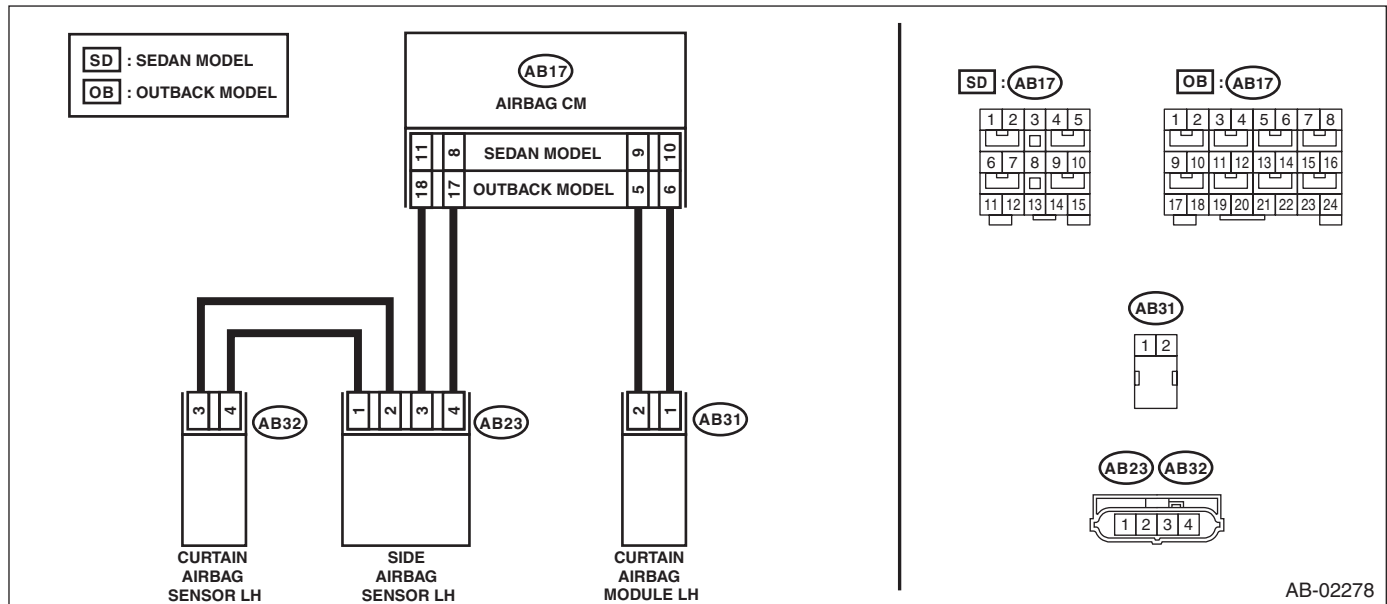 SD : SEDAN MODEL
OB : OUTBACK MODEL
AB17
AIRBAG CM
11 8 SEDAN MODEL 9 10
18 17 OUTBACK MODEL 5 6
3 4 AB32
1 2 3 4 AB23
2 1 AB31
CURTAIN
AIRBAG
SENSOR LH
SIDE
AIRBAG
SENSOR LH
CURTAIN
AIRBAG
MODULE LH
SD : AB17
1 2 3 4 5
6 7 8 9 10
11 12 13 14 15
OB : AB17
1 2 3 4 5 6 7 8
9 10 11 12 13 14 15 16
17 18 19 20 21 22 23 24
AB31
1 2
AB23 AB32
1 2 3 4
AB-02278